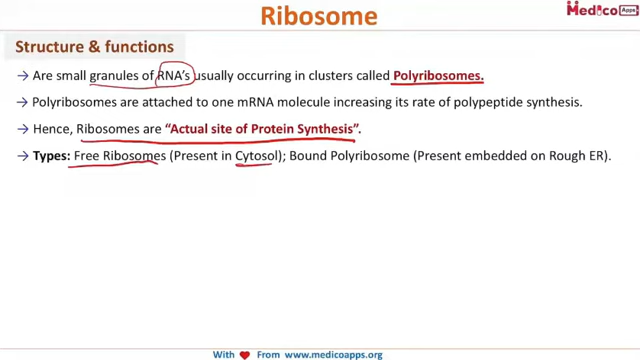 Ribosome
Medico Apps
Structure & functions
→ Are small granules of RNA's usually occurring in clusters called Polyribosomes.
→ Polyribosomes are attached to one mRNA molecule increasing its rate of polypeptide synthesis.
→ Hence, Ribosomes are “Actual site of Protein Synthesis”.
→ Types: Free Ribosomes (Present in Cytosol); Bound Polyribosome (Present embedded on Rough ER).
With ♥ From www.medicoapps.org